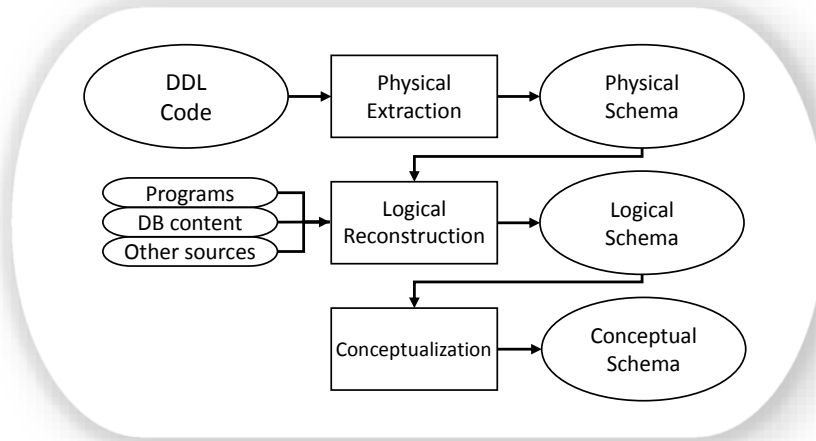 DDL
Code
Physical
Extraction
Physical
Schema
Programs
DB content
Other sources
Logical
Reconstruction
Logical
Schema
Conceptualization
Conceptual
Schema